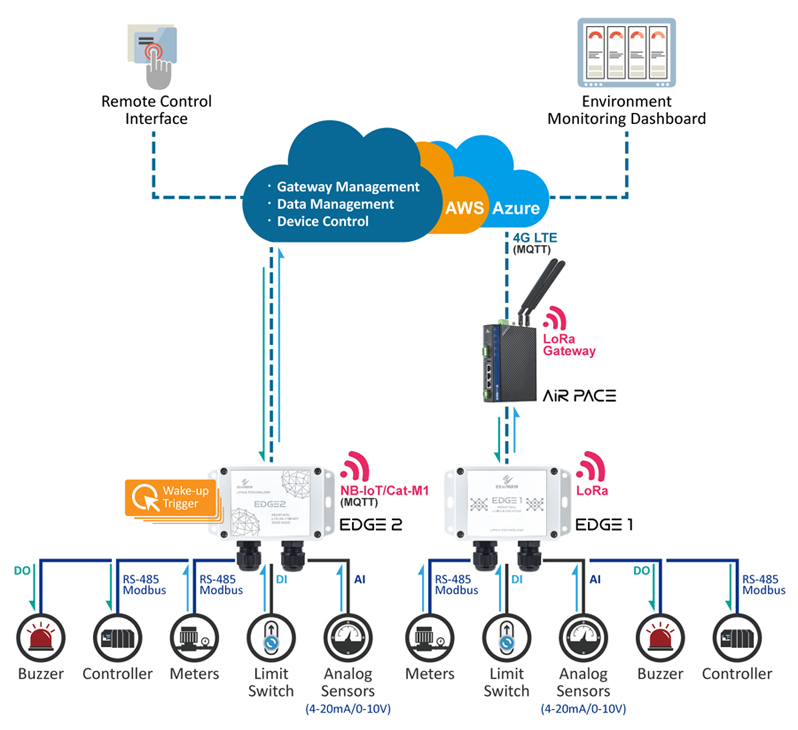 Remote Control
Interface
Environment
Monitoring Dashboard
· Gateway Management
· Data Management
· Device Control
AWS
Azure
4G LTE
(MQTT)
LoRa
Gateway
AiR PACE
Wake-up
Trigger
EDGE2
NB-IoT/Cat-M1
(MQTT)
EDGE 2
EDGE 1
LoRa
EDGE 1
DO
RS-485
Modbus
RS-485
Modbus
DI
AI
RS-485
Modbus
DI
AI
DO
RS-485
Modbus
Buzzer
Controller
Meters
Limit
Switch
Analog
Sensors
(4-20mA/0-10V)
Meters
Limit
Switch
Analog
Sensors
(4-20mA/0-10V)
Buzzer
Controller